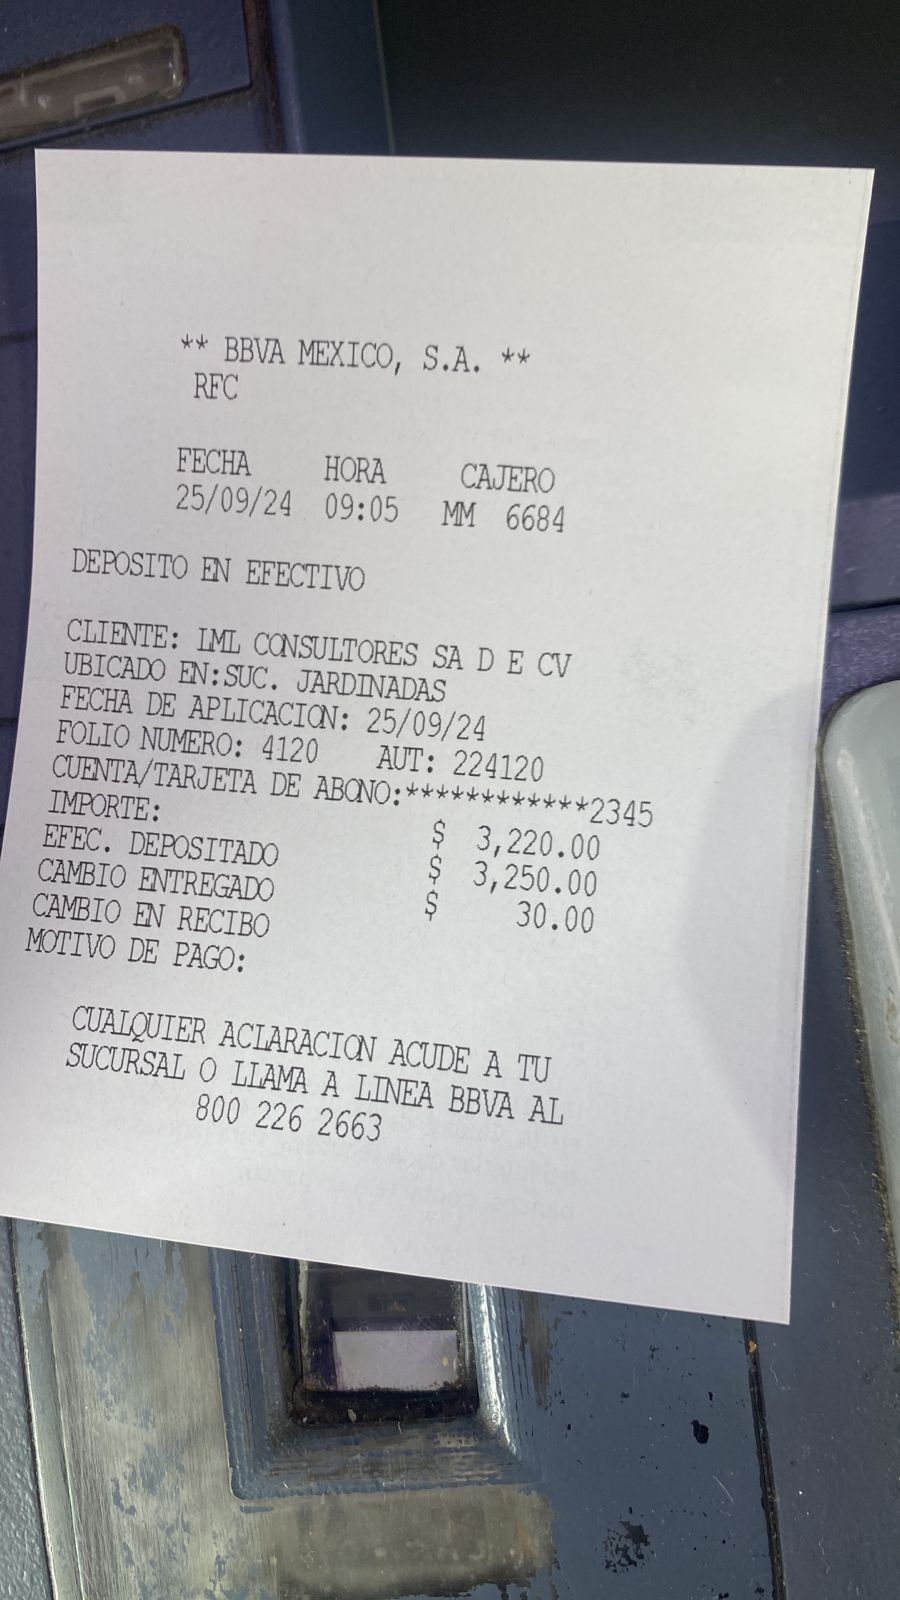 ** BBVA MEXICO, S.A. **
RFC
FECHA HORA CAJERO
25/09/24 09:05 MM 6684
DEPOSITO EN EFECTIVO
CLIENTE: LML CONSULTORES SA D E CV
UBICADO EN:SUC. JARDINADAS
FECHA DE APLICACION: 25/09/24
FOLIO NUMERO: 4120 AUT: 224120
CUENTA/TARJETA DE ABONO:************2345
IMPORTE: $ 3,220.00
EFEC. DEPOSITADO $ 3,250.00
CAMBIO ENTREGADO $ 30.00
CAMBIO EN RECIBO
MOTIVO DE PAGO:
CUALQUIER ACLARACION ACUDE A TU
SUCURSAL O LLAMA A LINEA BBVA AL
800 226 2663